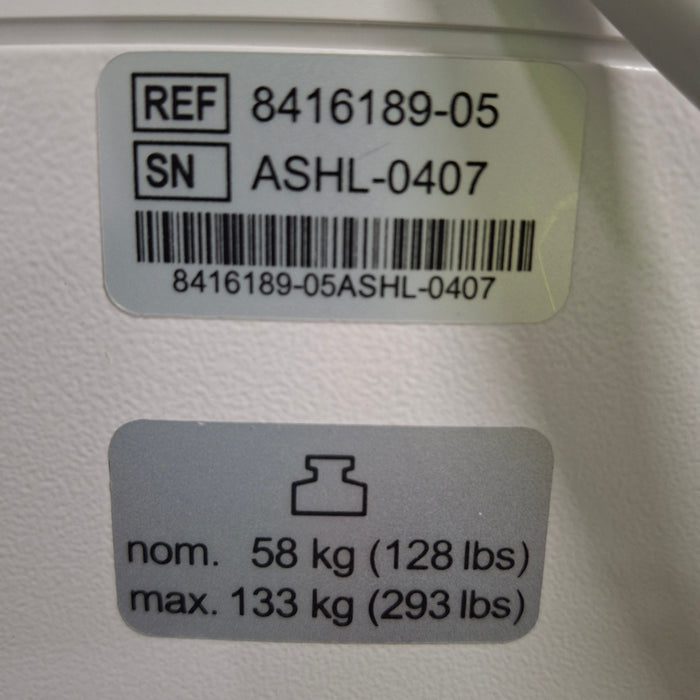 REF 8416189-05
SN ASHL-0407
8416189-05ASHL-0407
nom. 58 kg (128 lbs)
max. 133 kg (293 lbs)